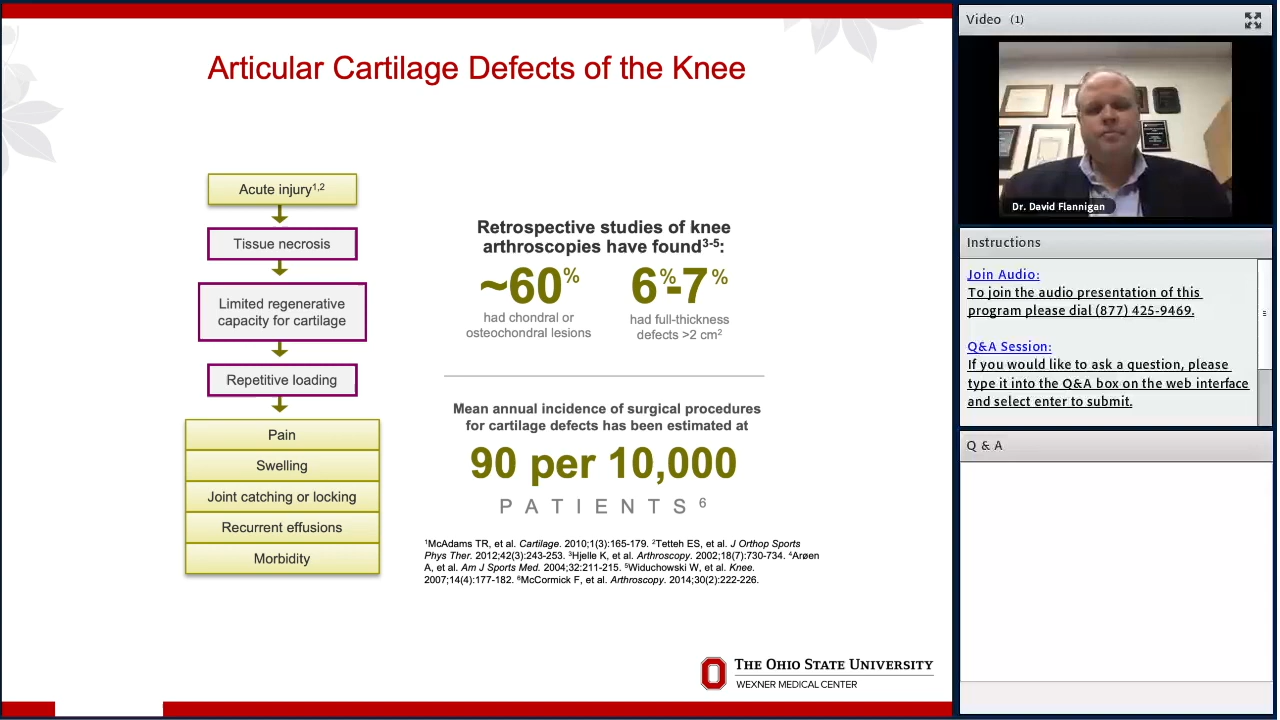 Articular Cartilage Defects of the Knee
Acute injury1,2
Tissue necrosis
Limited regenerative
capacity for cartilage
Repetitive loading
Pain
Swelling
Joint catching or locking
Recurrent effusions
Morbidity
Retrospective studies of knee
arthroscopies have found3-5:
~60%
had chondral or
osteochondral lesions
6%-7%
had full-thickness
defects >2 cm2
Mean annual incidence of surgical procedures
for cartilage defects has been estimated at
90 per 10,000
PATIENTS6
1McAdams TR, et al. Cartilage. 2010;1(3):165-179. 2Tetteh ES, et al. J Orthop Sports
Phys Ther. 2012;42(3):243-253. 3Hjelle K, et al. Arthroscopy. 2002;18(7):730-734. 4Arøen
A, et al. Am J Sports Med. 2004;32:211-215. 5Widuchowski W, et al. Knee.
2007;14(4):177-182. 6McCormick F, et al. Arthroscopy. 2014;30(2):222-226.
THE OHIO STATE UNIVERSITY
WEXNER MEDICAL CENTER
Video (1)
Dr. David Flannigan
Instructions
Join Audio:
To join the audio presentation of this
program please dial (877) 425-9469.
Q&A Session:
If you would like to ask a question, please
type it into the Q&A box on the web interface
and select enter to submit.
Q & A